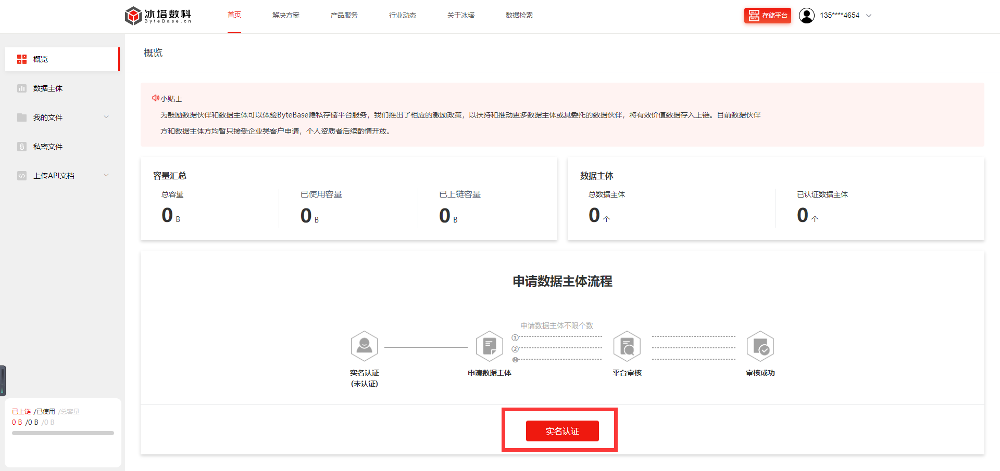 冰塔数科
ByteBase.cn
首页
解决方案
产品服务
行业动态
关于冰塔
数据检索
存储平台
135****4654
概览
数据主体
我的文件
私密文件
上传API文档
已上链 /已使用 /总容量
0 B /0 B /0 B
概览
小贴士
为鼓励数据伙伴和数据主体可以体验ByteBase隐私存储平台服务，我们推出了相应的激励政策，以扶持和推动更多数据主体或其委托的数据伙伴，将有效价值数据存入上链。目前数据伙伴
方和数据主体方均暂只接受企业类客户申请，个人资质者后续酌情开放。
容量汇总
总容量
0 B
已使用容量
0 B
已上链容量
0 B
数据主体
总数据主体
0 个
已认证数据主体
0 个
申请数据主体流程
申请数据主体不限个数
①
②
N
实名认证
(未认证)
申请数据主体
平台审核
审核成功
实名认证